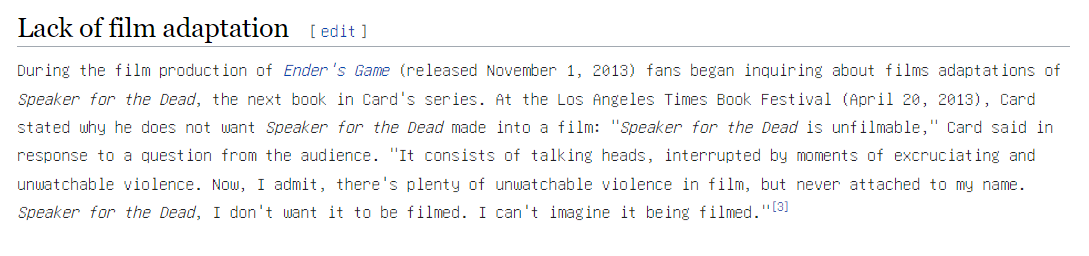 Lack of film adaptation [ edit ]
During the film production of Ender's Game (released November 1, 2013) fans began inquiring about films adaptations of
Speaker for the Dead, the next book in Card's series. At the Los Angeles Times Book Festival (April 20, 2013), Card
stated why he does not want Speaker for the Dead made into a film: "Speaker for the Dead is unfilmable," Card said in
response to a question from the audience. "It consists of talking heads, interrupted by moments of excruciating and
unwatchable violence. Now, I admit, there's plenty of unwatchable violence in film, but never attached to my name.
Speaker for the Dead, I don't want it to be filmed. I can't imagine it being filmed."[3]